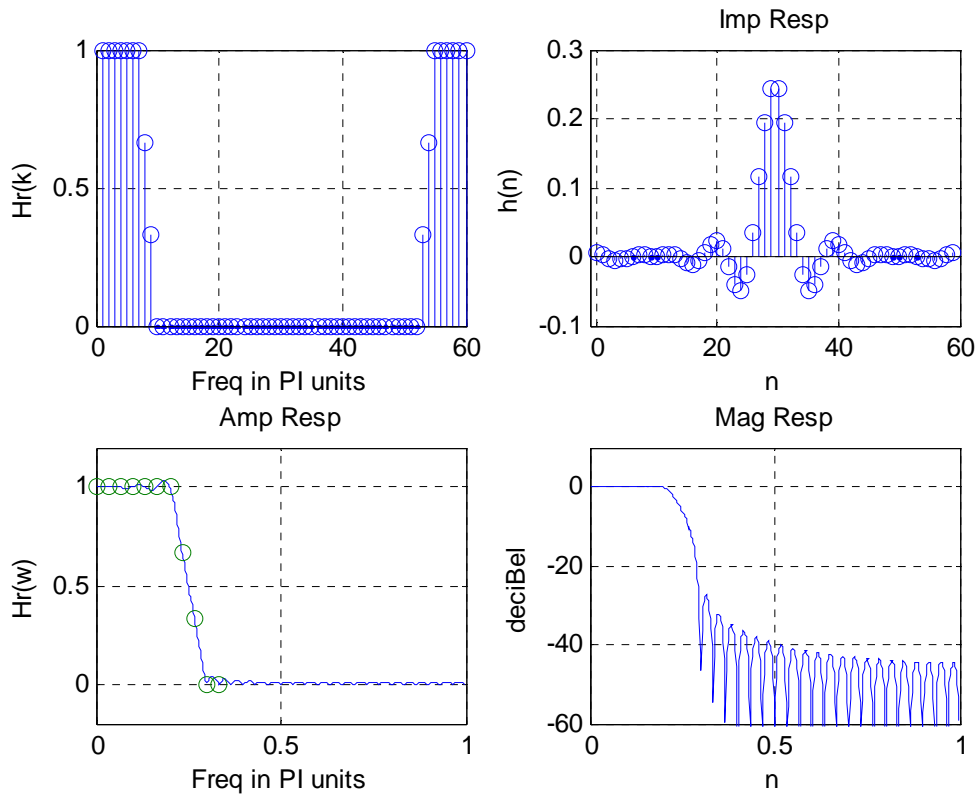 Imp Resp
1
0.5
0
Hr(k)
0
20
40
60
Freq in PI units
0.3
0.2
0.1
0
-0.1
h(n)
0
20
40
60
n
Amp Resp
1
0.5
0
Hr(w)
0
0.5
1
Freq in PI units
Mag Resp
0
-20
-40
-60
deciBel
0
0.5
1
n